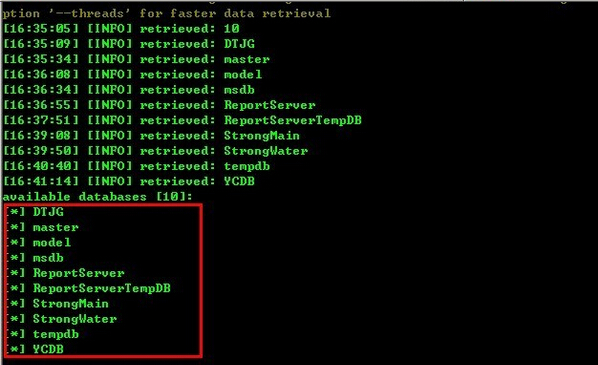 ption '--threads' for faster data retrieval
[16:35:05] [INFO] retrieved: 10
[16:35:09] [INFO] retrieved: DTJG
[16:35:34] [INFO] retrieved: master
[16:36:08] [INFO] retrieved: model
[16:36:34] [INFO] retrieved: msdb
[16:36:55] [INFO] retrieved: ReportServer
[16:37:51] [INFO] retrieved: ReportServerTempDB
[16:39:08] [INFO] retrieved: StrongMain
[16:39:50] [INFO] retrieved: StrongWater
[16:40:40] [INFO] retrieved: tempdb
[16:41:14] [INFO] retrieved: YCDB
available databases [10]:
[*] DTJG
[*] master
[*] model
[*] msdb
[*] ReportServer
[*] ReportServerTempDB
[*] StrongMain
[*] StrongWater
[*] tempdb
[*] YCDB